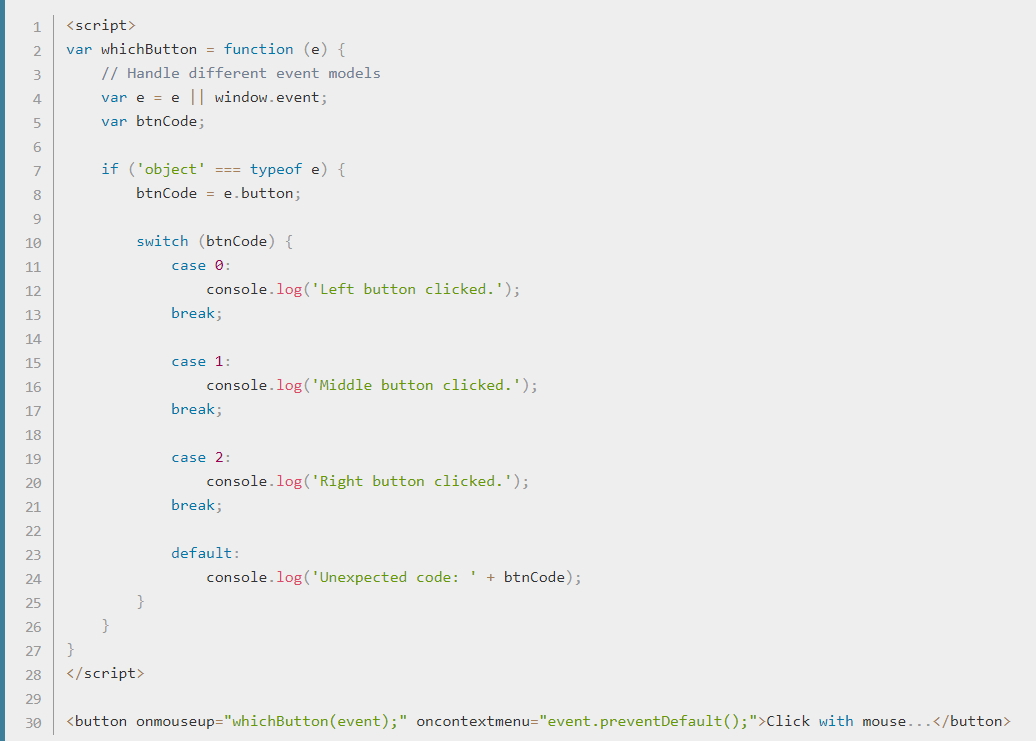 1 <script>
2 var whichButton = function (e) {
3     // Handle different event models
4     var e = e || window.event;
5     var btnCode;
6
7     if ('object' === typeof e) {
8         btnCode = e.button;
9
10         switch (btnCode) {
11             case 0:
12                 console.log('Left button clicked.');
13             break;
14
15             case 1:
16                 console.log('Middle button clicked.');
17             break;
18
19             case 2:
20                 console.log('Right button clicked.');
21             break;
22
23             default:
24                 console.log('Unexpected code: ' + btnCode);
25         }
26     }
27 }
28 </script>
29
30 <button onmouseup="whichButton(event);" oncontextmenu="event.preventDefault();">Click with mouse...</button>